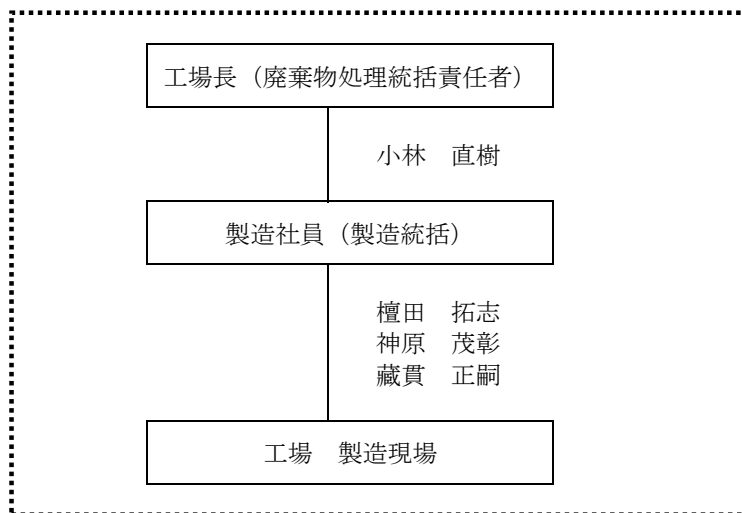 工場長（廃棄物処理統括責任者）
小林　直樹
製造社員（製造統括）
檀田　拓志
神原　茂彰
藏貫　正嗣
工場　製造現場